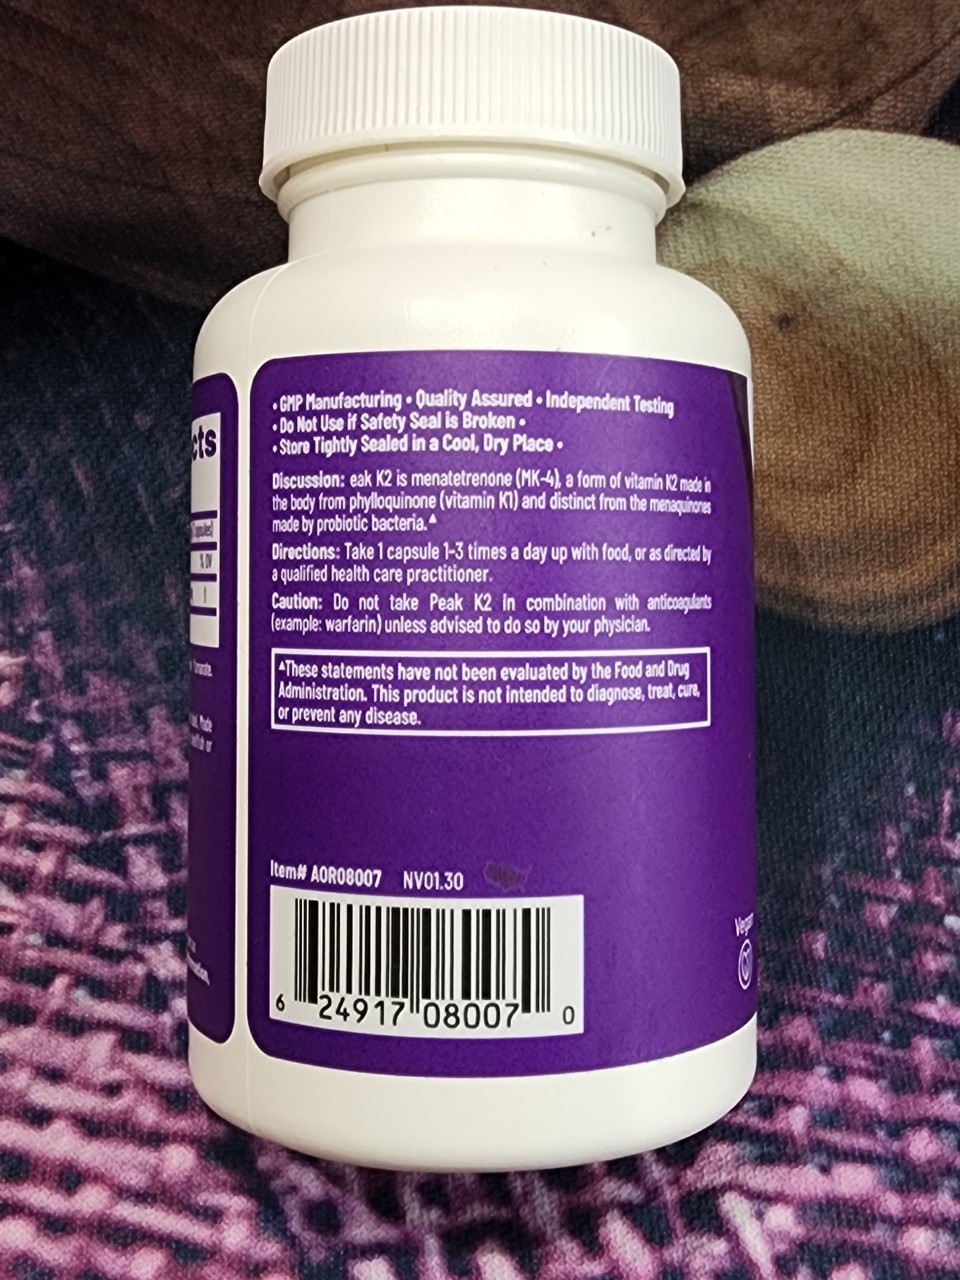 cts
% DV
†
• GMP Manufacturing • Quality Assured • Independent Testing
• Do Not Use if Safety Seal is Broken •
• Store Tightly Sealed in a Cool, Dry Place •
Discussion: eak K2 is menatetrenone (MK-4), a form of vitamin K2 made in
the body from phylloquinone (vitamin K1) and distinct from the menaquinones
made by probiotic bacteria.▲
Directions: Take 1 capsule 1-3 times a day up with food, or as directed by
a qualified health care practitioner.
Caution: Do not take Peak K2 in combination with anticoagulants
(example: warfarin) unless advised to do so by your physician.
▲These statements have not been evaluated by the Food and Drug
Administration. This product is not intended to diagnose, treat, cure,
or prevent any disease.
Item# AOR08007 NV01.30
6 24917 08007 0
Vegan